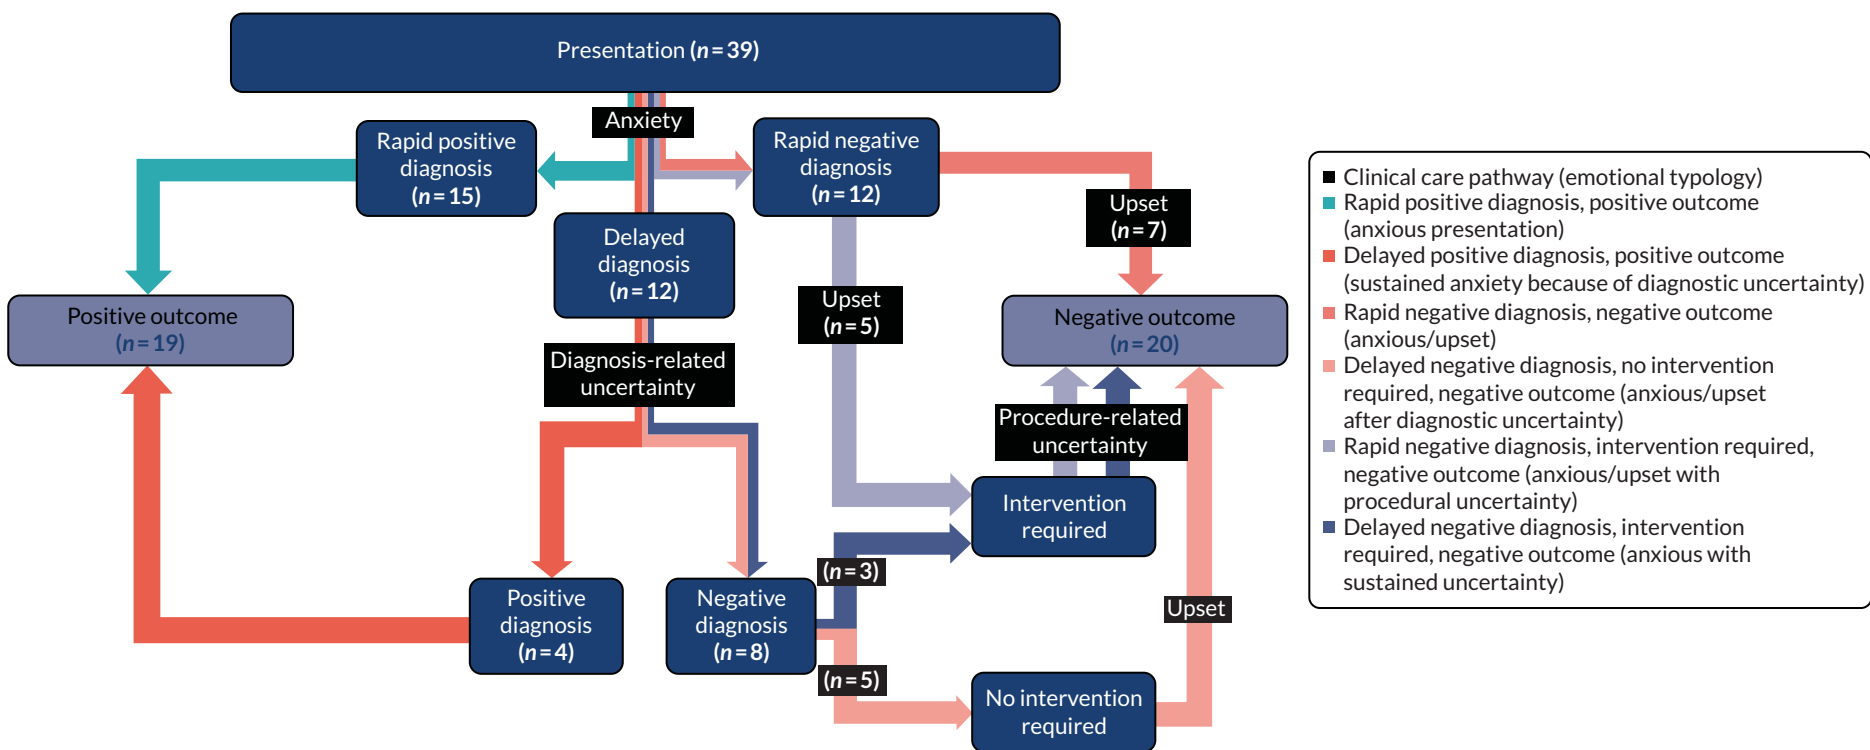 Presentation (n = 39)
Anxiety
Rapid positive
diagnosis
(n = 15)
Rapid negative
diagnosis
(n = 12)
Delayed
diagnosis
(n = 12)
Upset
(n = 7)
Upset
(n = 5)
Positive outcome
(n = 19)
Negative outcome
(n = 20)
Diagnosis-related
uncertainty
Procedure-related
uncertainty
Intervention
required
(n = 3)
Positive
diagnosis
(n = 4)
Negative
diagnosis
(n = 8)
Upset
(n = 5)
No intervention
required
Clinical care pathway (emotional typology)
Rapid positive diagnosis, positive outcome
(anxious presentation)
Delayed positive diagnosis, positive outcome
(sustained anxiety because of diagnostic uncertainty)
Rapid negative diagnosis, negative outcome
(anxious/upset)
Delayed negative diagnosis, no intervention
required, negative outcome (anxious/upset
after diagnostic uncertainty)
Rapid negative diagnosis, intervention required,
negative outcome (anxious/upset with
procedural uncertainty)
Delayed negative diagnosis, intervention
required, negative outcome (anxious with
sustained uncertainty)